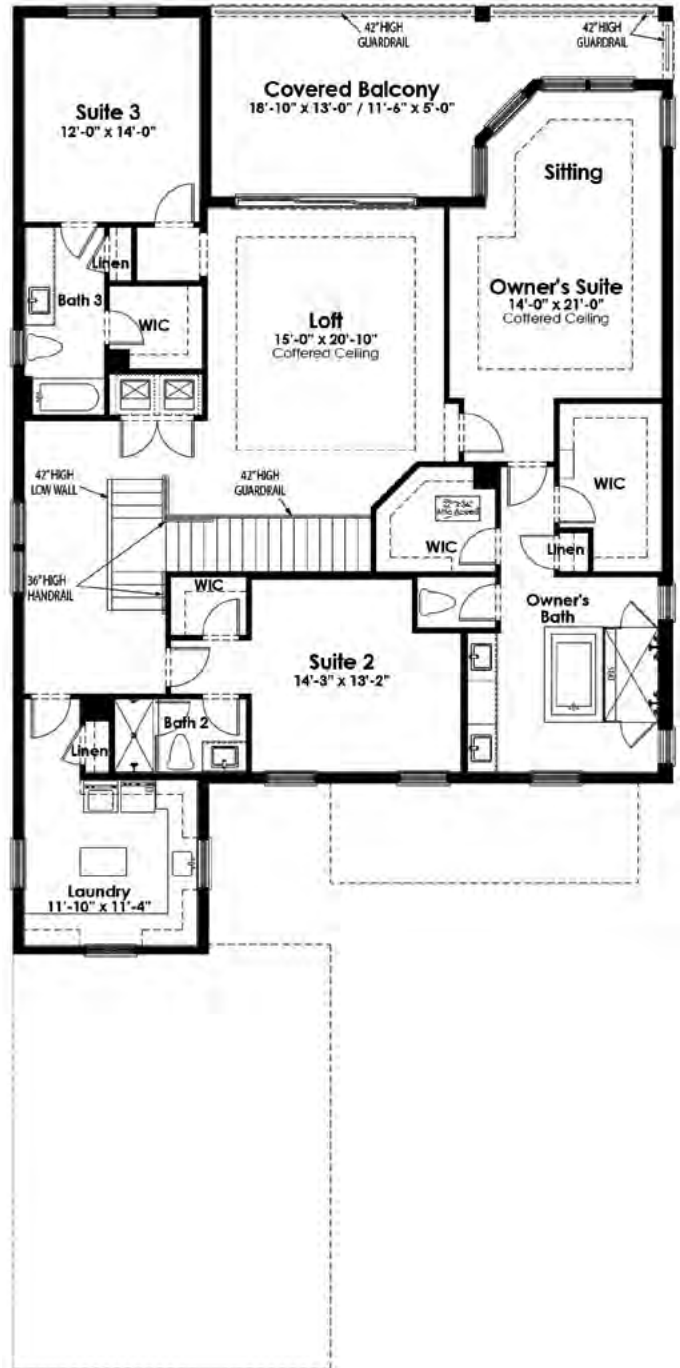 42"HIGH
GUARDRAIL
42"HIGH
GUARDRAIL
Covered Balcony
18'-10" x 13'-0" / 11'-6" x 5'-0"
Suite 3
12'-0" x 14'-0"
Sitting
Linen
Bath 3
WIC
Loft
15'-0" x 20'-10"
Coffered Ceiling
Owner's Suite
14'-0" x 21'-0"
Coffered Ceiling
42"HIGH
LOW WALL
42"HIGH
GUARDRAIL
WIC
WIC
Linen
36"HIGH
HANDRAIL
WIC
Owner's
Bath
Suite 2
14'-3" x 13'-2"
Bath 2
Linen
Laundry
11'-10" x 11'-4"